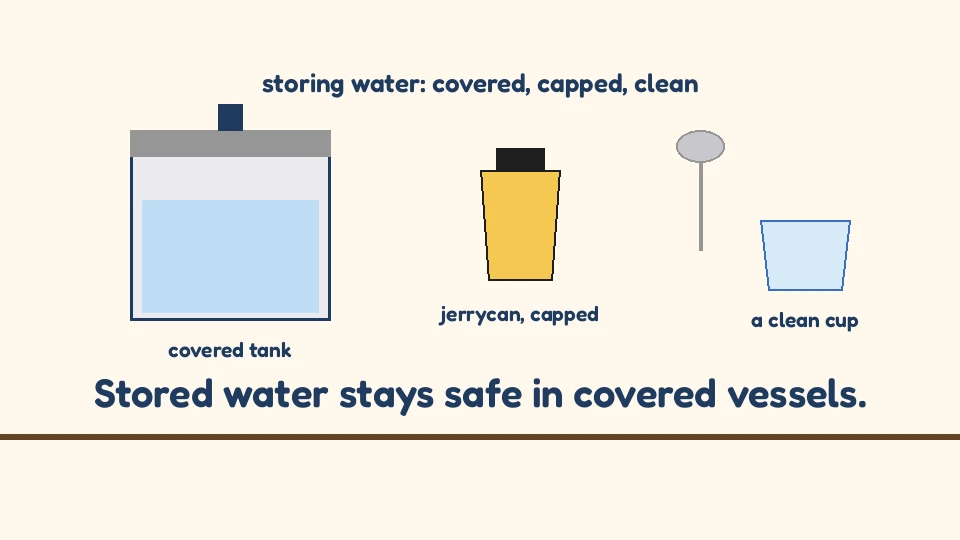 storing water: covered, capped, clean
jerrycan, capped
a clean cup
covered tank
Stored water stays safe in covered vessels.